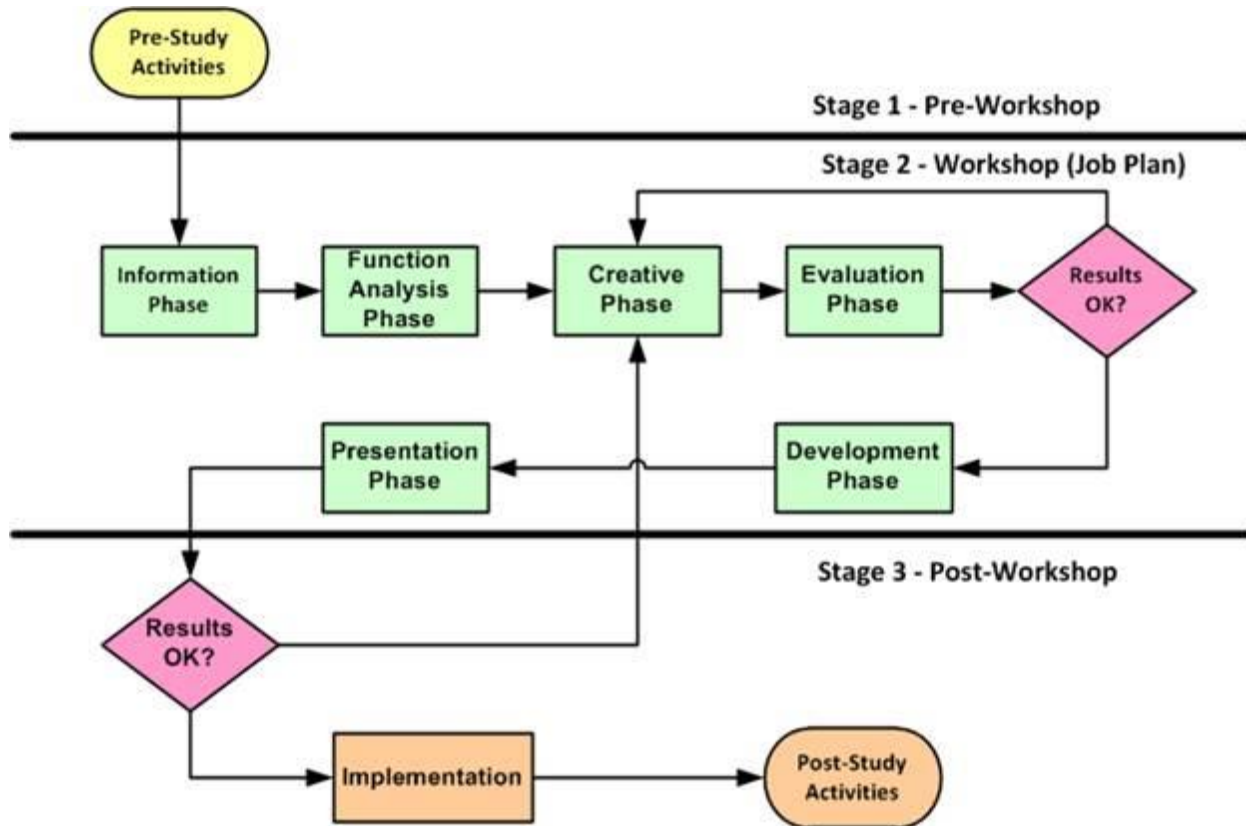 Pre-Study
Activities
Stage 1 - Pre-Workshop
Stage 2 - Workshop (Job Plan)
Information
Phase
Function
Analysis
Phase
Creative
Phase
Evaluation
Phase
Results
OK?
Development
Phase
Presentation
Phase
Stage 3 - Post-Workshop
Results
OK?
Implementation
Post-Study
Activities